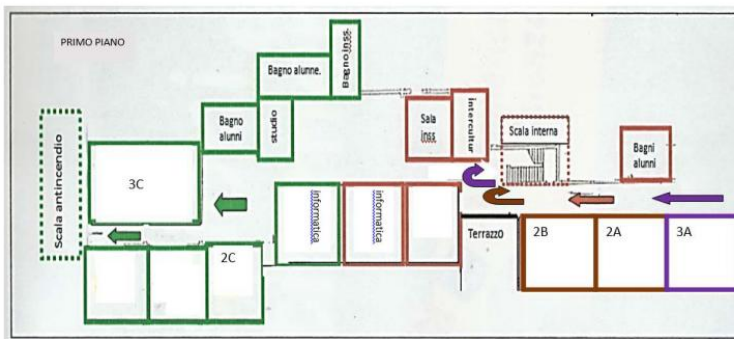 PRIMO PIANO
Bagno inss.
Bagno alunne.
Bagno
alunni
studio
Sala
inss
intercultur
Scala interna
Bagni
alunni
Scala antincendio
3C
informatica
informatica
Terrazzo
2B
2A
3A
2C